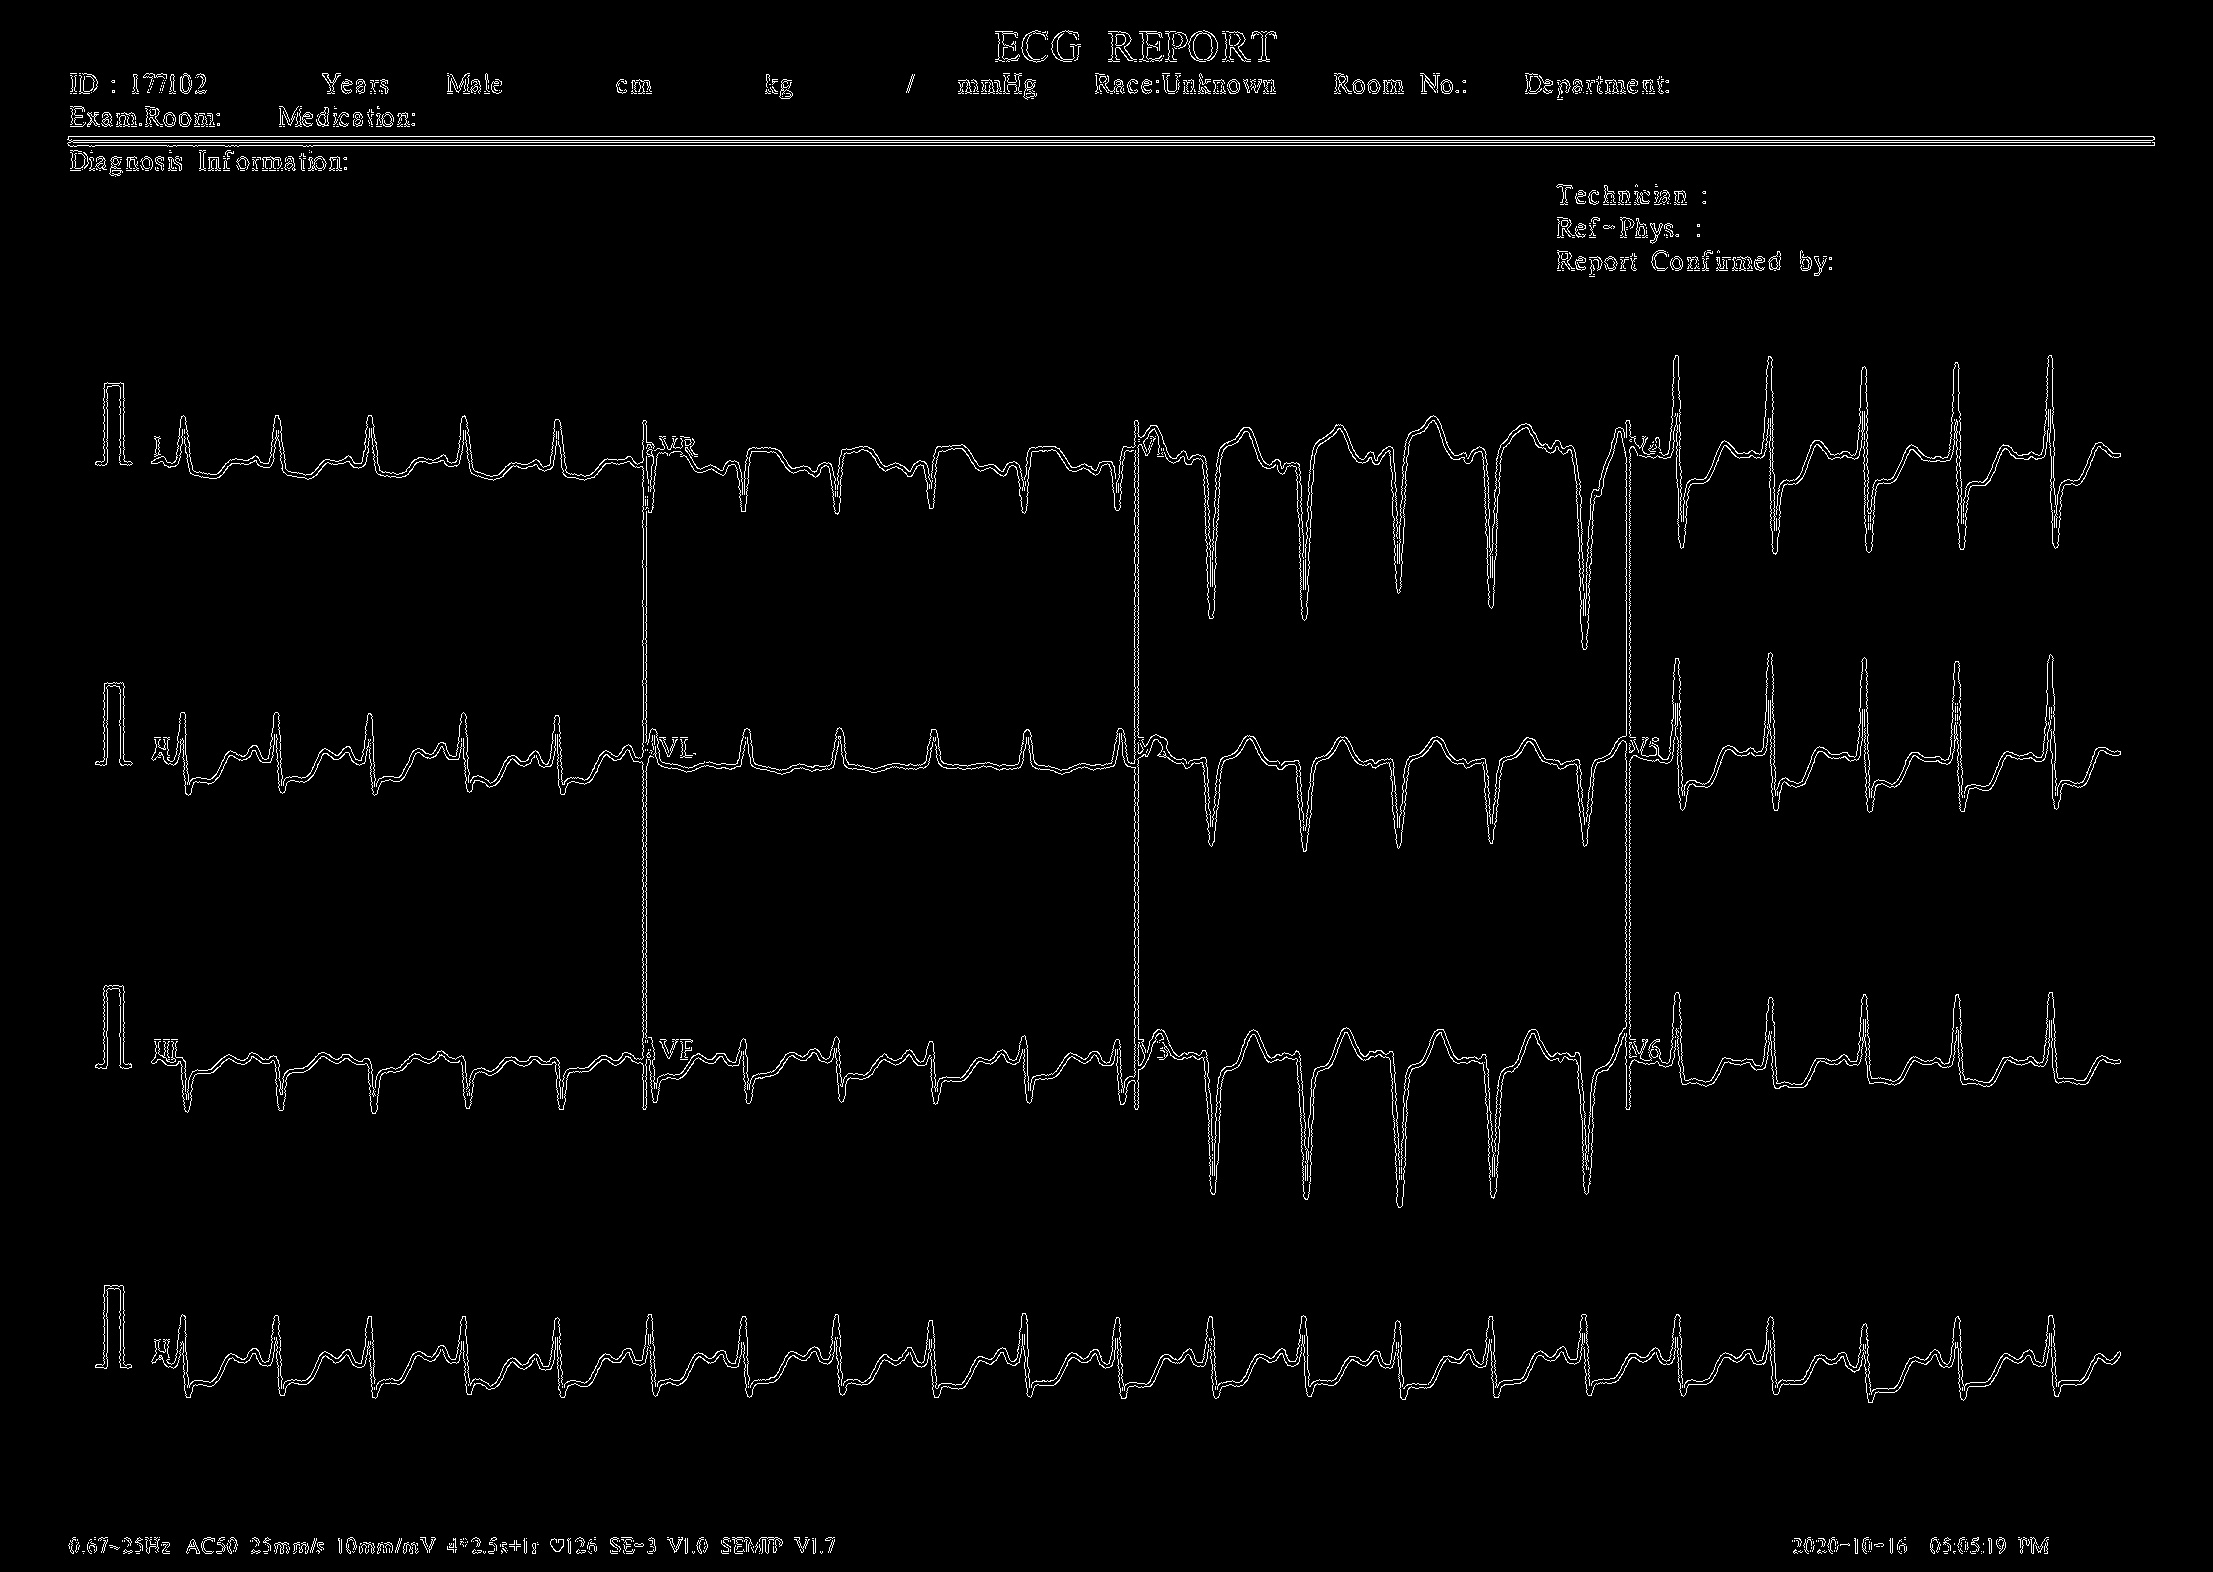 ECG REPORT
ID : 177102 Years Male cm kg / mmHg Race:Unknown Room No.: Department:
Exam.Room: Medication:
Diagnosis Information:
Technician :
Ref-Phys. :
Report Confirmed by:
I aVR V1 V4
II aVL V2 V5
III aVF V3 V6
II
0.67~25Hz AC50 25mm/s 10mm/mV 4*2.5s+1r ♡126 SE-3 V1.0 SEMIP V1.7 2020-10-16 05:05:19 PM